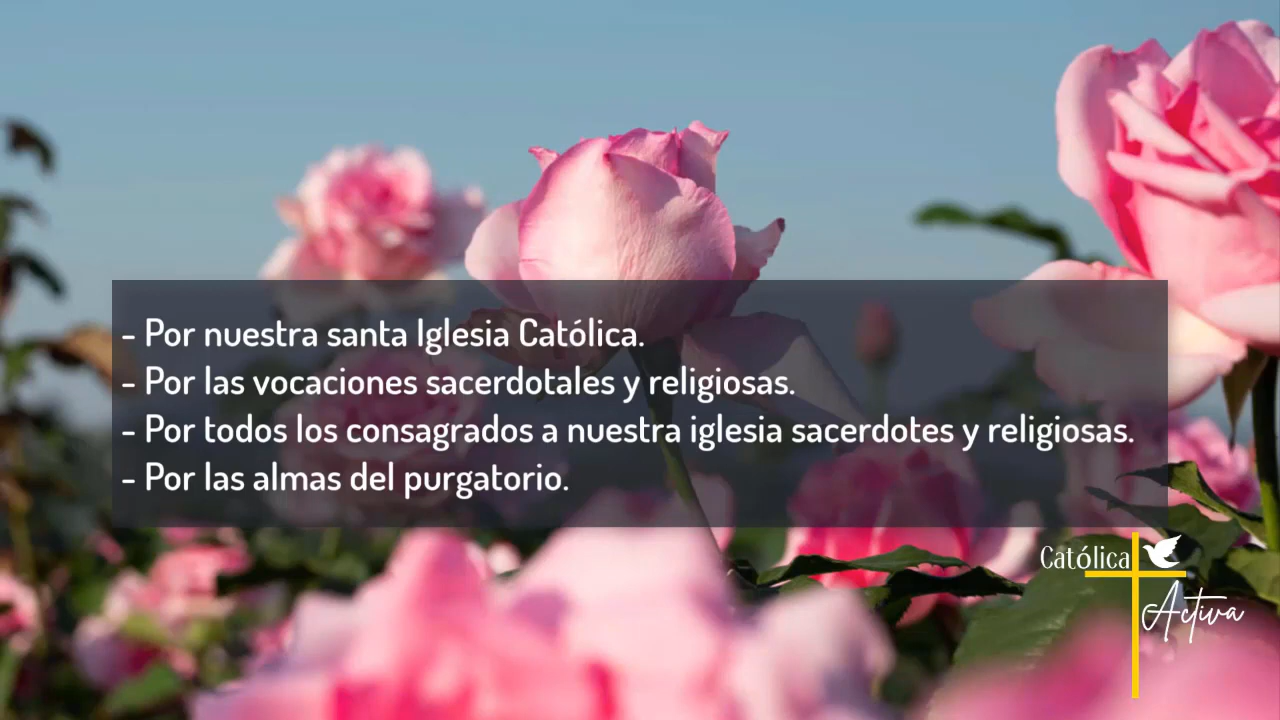 - Por nuestra santa Iglesia Católica.
- Por las vocaciones sacerdotales y religiosas.
- Por todos los consagrados a nuestra iglesia sacerdotes y religiosas.
- Por las almas del purgatorio.
Católica
Activa